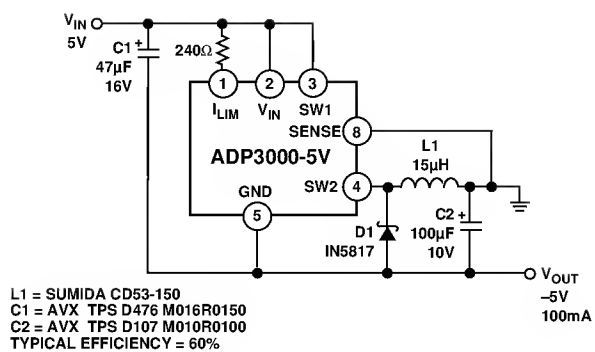 VIN
5V
C1
+
47µF
16V
240Ω
1
2
3
ILIM
VIN
SW1
SENSE
8
ADP3000-5V
L1
15µH
SW2
4
GND
5
C2
+
100µF
10V
D1
IN5817
VOUT
–5V
100mA
L1 = SUMIDA CD53-150
C1 = AVX TPS D476 M016R0150
C2 = AVX TPS D107 M010R0100
TYPICAL EFFICIENCY = 60%